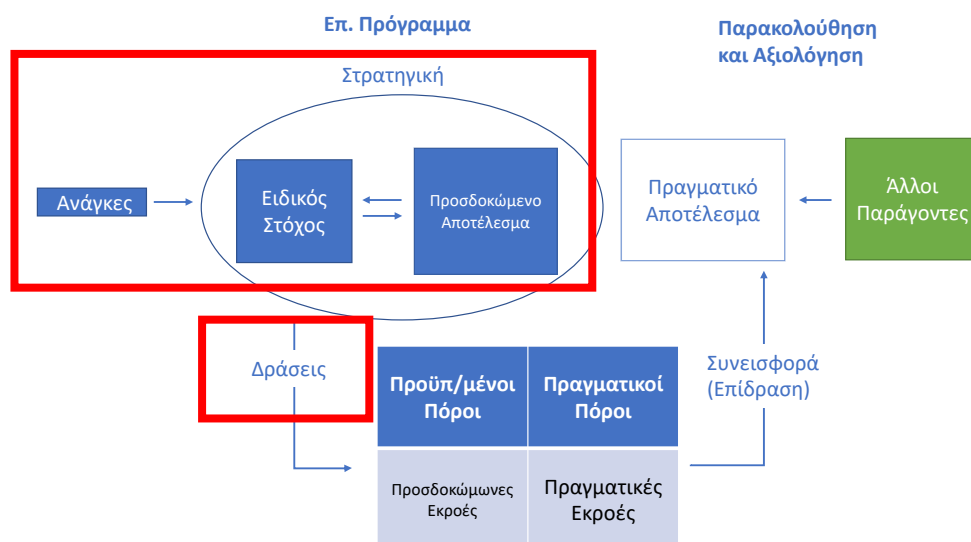 Επ. Πρόγραμμα
Παρακολούθηση
και Αξιολόγηση
Στρατηγική
Ανάγκες
Ειδικός
Στόχος
Προσδοκώμενο
Αποτέλεσμα
Πραγματικό
Αποτέλεσμα
Άλλοι
Παράγοντες
Δράσεις
Προϋπ/μένοι
Πόροι
Πραγματικοί
Πόροι
Συνεισφορά
(Επίδραση)
Προσδοκώμωνες
Εκροές
Πραγματικές
Εκροές